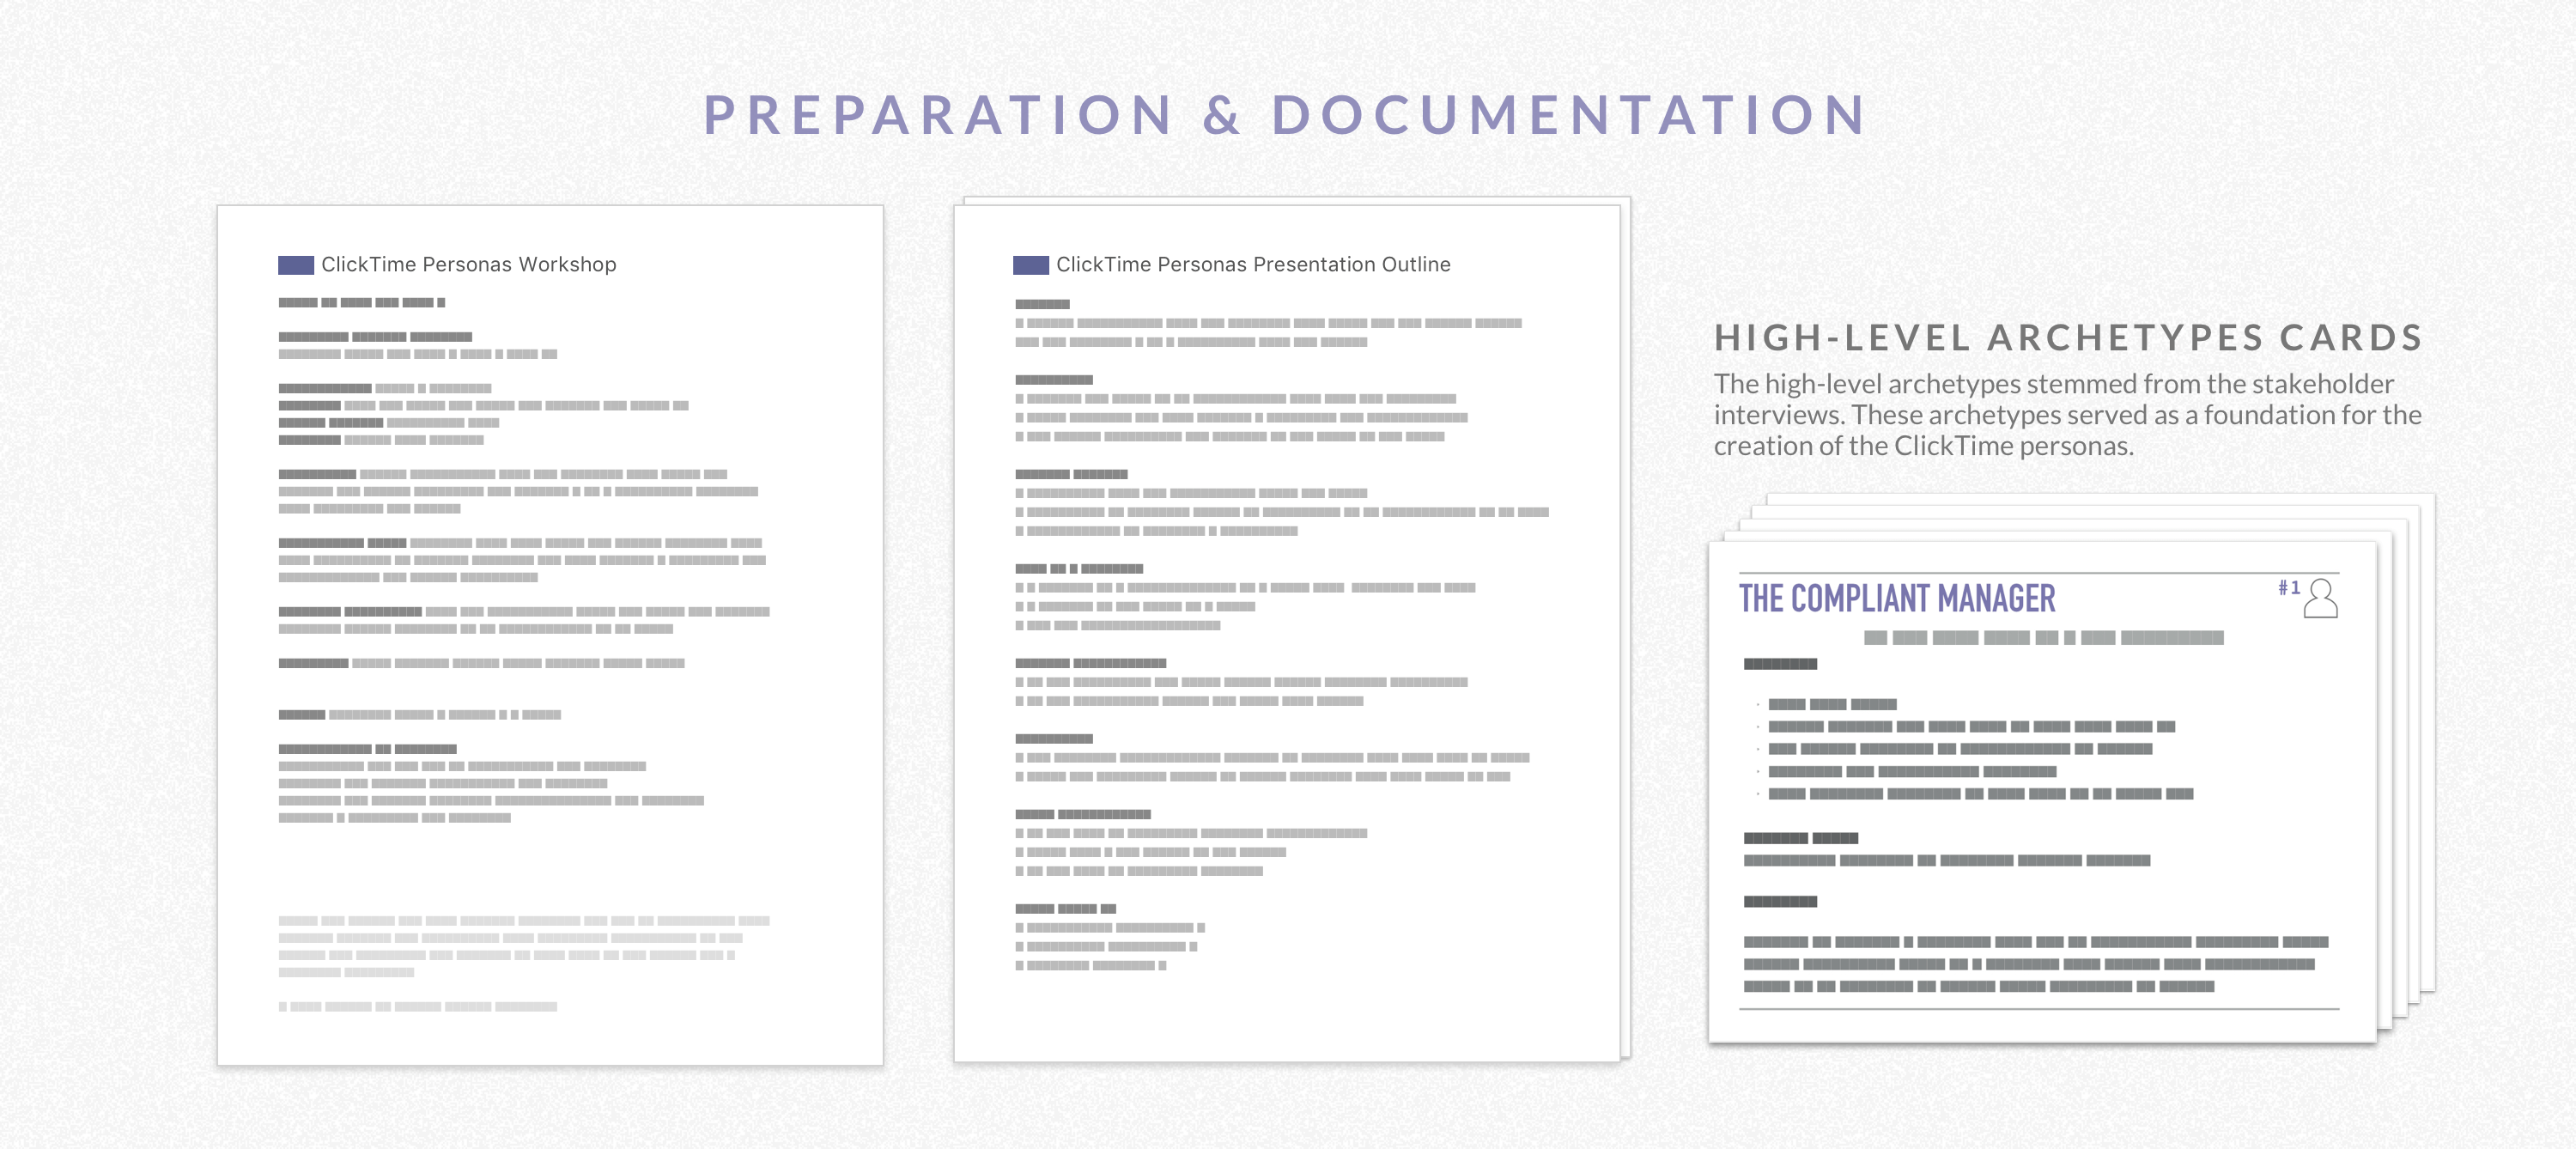 PREPARATION & DOCUMENTATION
ClickTime Personas Workshop
ClickTime Personas Presentation Outline
HIGH-LEVEL ARCHETYPES CARDS
The high-level archetypes stemmed from the stakeholder
interviews. These archetypes served as a foundation for the
creation of the ClickTime personas.
THE COMPLIANT MANAGER
#1